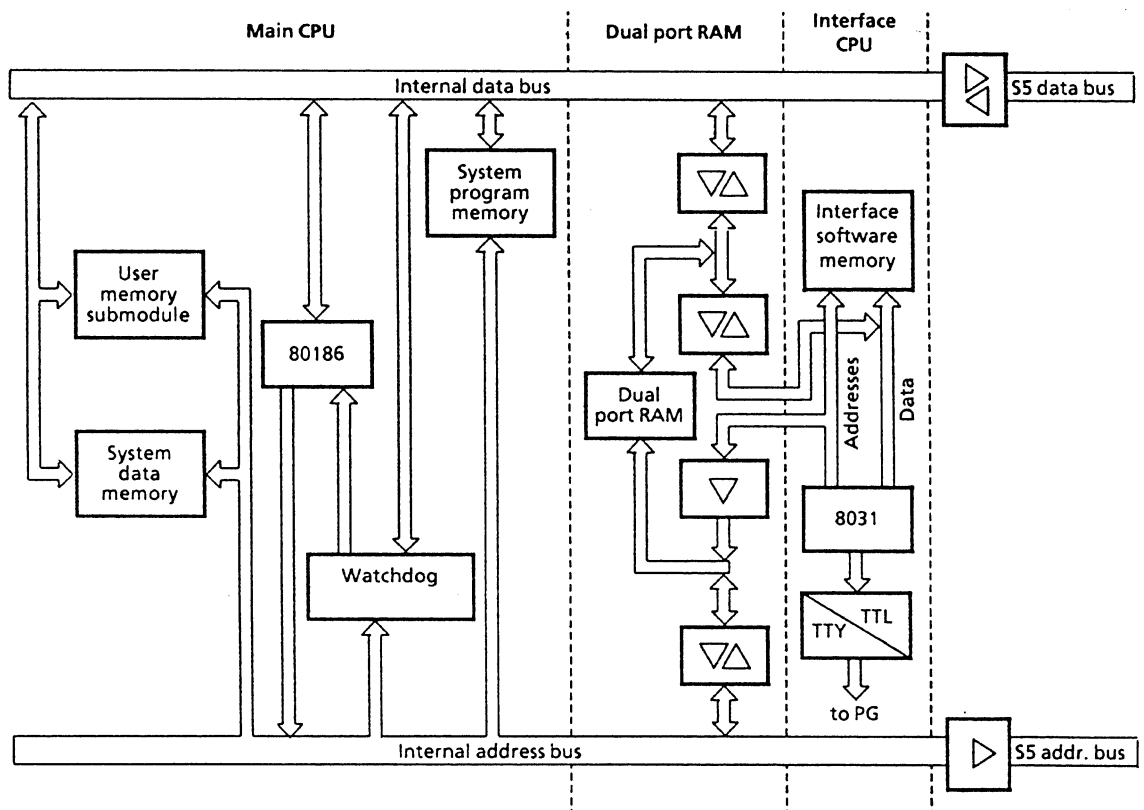 Main CPU
Dual port RAM
Interface
CPU
Internal data bus
S5 data bus
System
program
memory
Interface
software
memory
User
memory
submodule
80186
Dual
port RAM
Addresses
Data
System
data
memory
8031
Watchdog
TTY
TTL
to PG
Internal address bus
S5 addr. bus